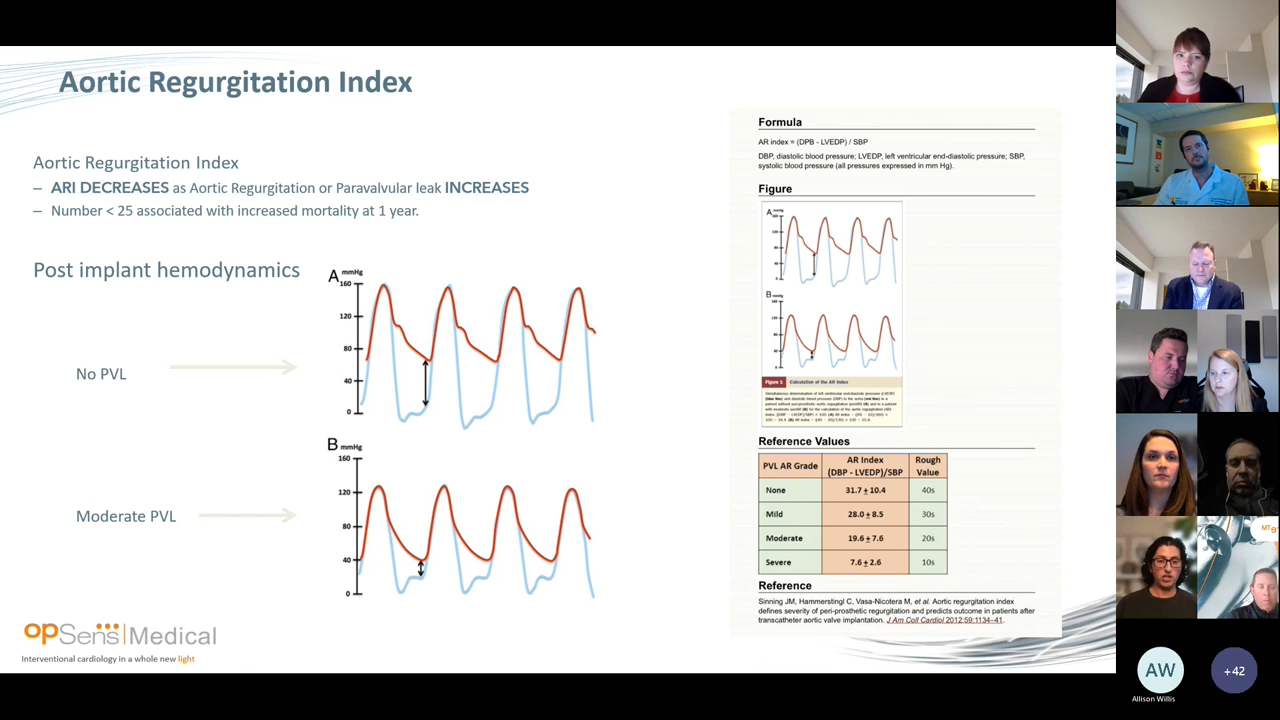 Aortic Regurgitation Index
Aortic Regurgitation Index
– ARI DECREASES as Aortic Regurgitation or Paravalvular leak INCREASES
– Number < 25 associated with increased mortality at 1 year.
Post implant hemodynamics
A mmHg
160
120
80
40
0
No PVL
B mmHg
160
120
80
40
0
Moderate PVL
opSens Medical
Interventional cardiology in a whole new light
Formula
AR index = (DPB - LVEDP) / SBP
DBP, diastolic blood pressure; LVEDP, left ventricular end-diastolic pressure; SBP,
systolic blood pressure (all pressures expressed in mm Hg).
Figure
A
B
Figure 1 Calculation of the AR Index
Reference Values
PVL AR Grade AR Index (DBP - LVEDP)/SBP Rough Value
None 31.7 ± 10.4 40s
Mild 28.0 ± 8.5 30s
Moderate 19.6 ± 7.6 20s
Severe 7.6 ± 2.6 10s
Reference
Sinning JM, Hammerstingl C, Vasa-Nicotera M, et al. Aortic regurgitation index
defines severity of peri-prosthetic regurgitation and predicts outcome in patients after
transcatheter aortic valve implantation. J Am Coll Cardiol 2012:59:1134–41.
AW
Allison Willis
+42